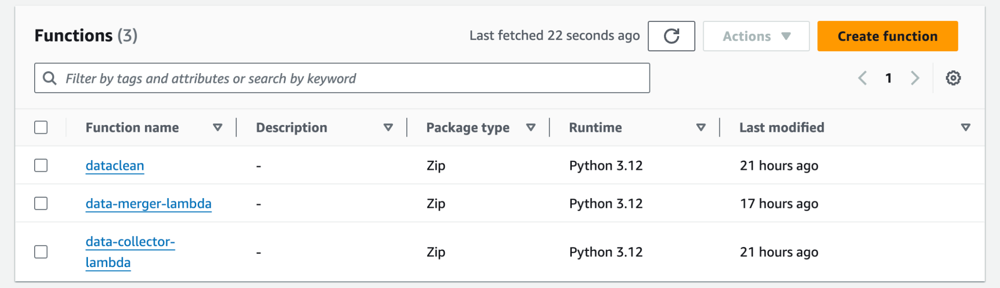 Functions (3)
Last fetched 22 seconds ago
Actions
Create function
Filter by tags and attributes or search by keyword
1
Function name
Description
Package type
Runtime
Last modified
dataclean
-
Zip
Python 3.12
21 hours ago
data-merger-lambda
-
Zip
Python 3.12
17 hours ago
data-collector-
lambda
-
Zip
Python 3.12
21 hours ago